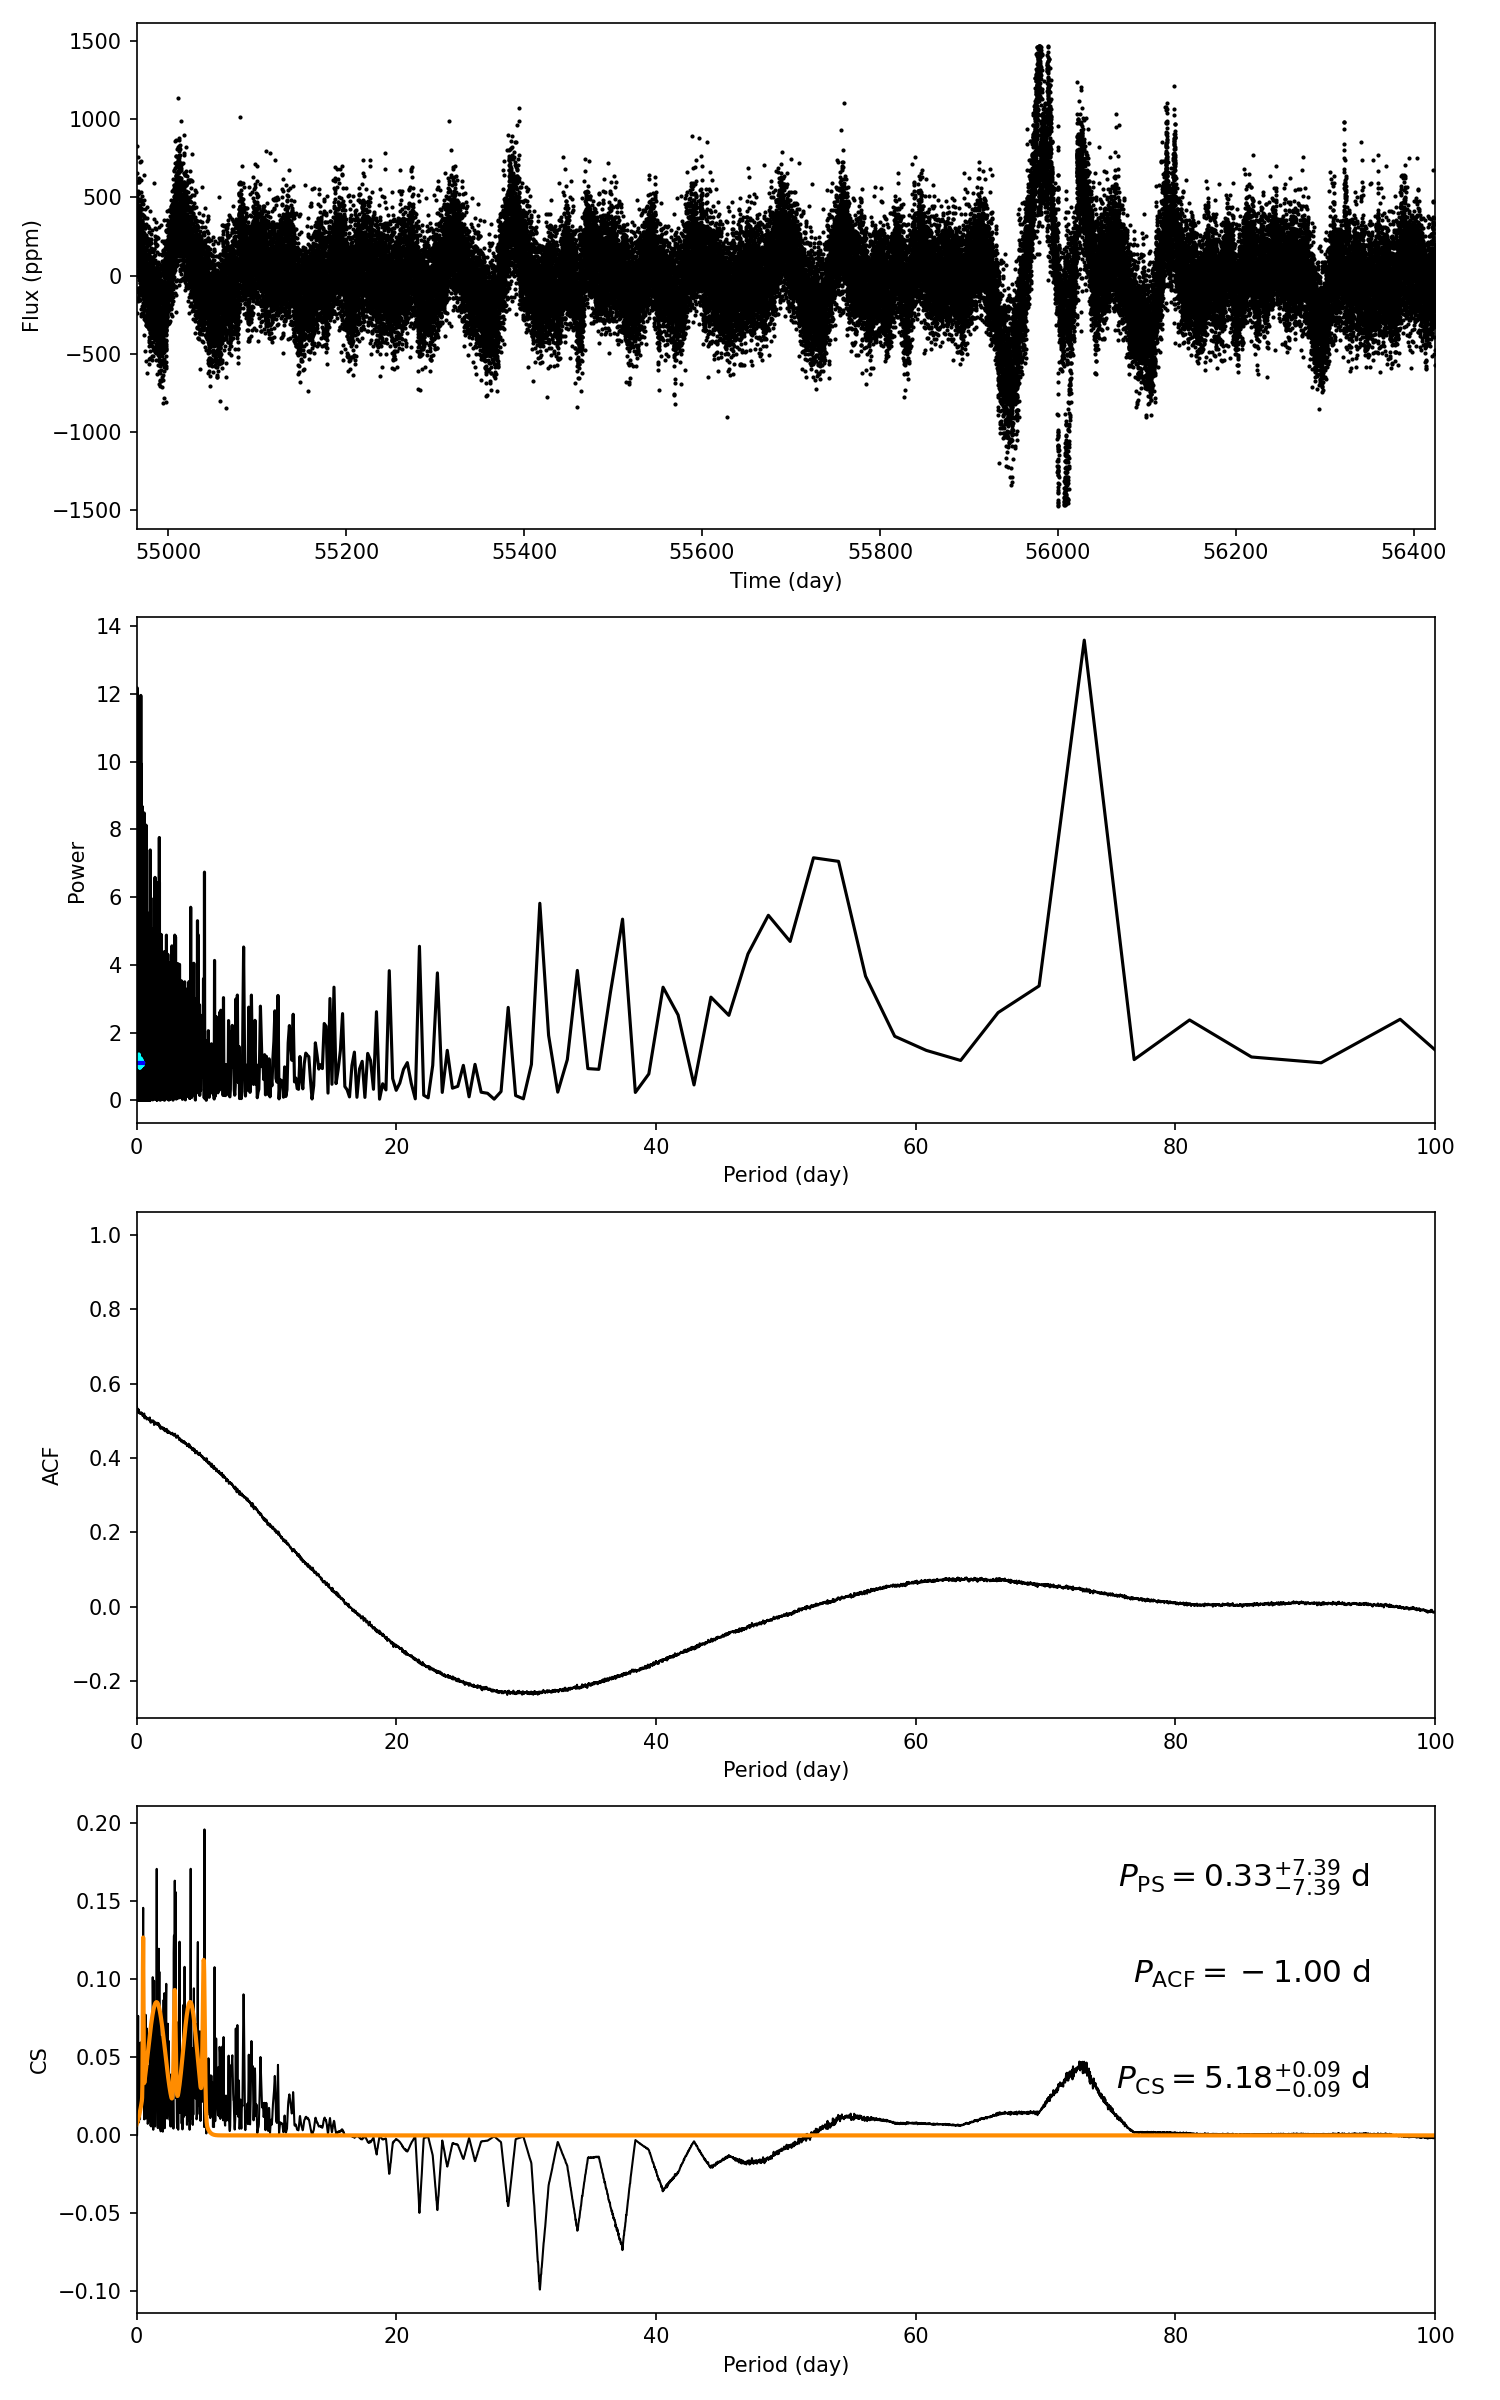 1500
1000
500
0
−500
−1000
−1500
Flux (ppm)
55000 55200 55400 55600 55800 56000 56200 56400
Time (day)
14
12
10
8
6
4
2
0
Power
0 20 40 60 80 100
Period (day)
1.0
0.8
0.6
0.4
0.2
0.0
−0.2
ACF
0 20 40 60 80 100
Period (day)
0.20
0.15
0.10
0.05
0.00
−0.05
−0.10
CS
P_PS = 0.33^{+7.39}_{−7.39} d
P_ACF = −1.00 d
P_CS = 5.18^{+0.09}_{−0.09} d
0 20 40 60 80 100
Period (day)